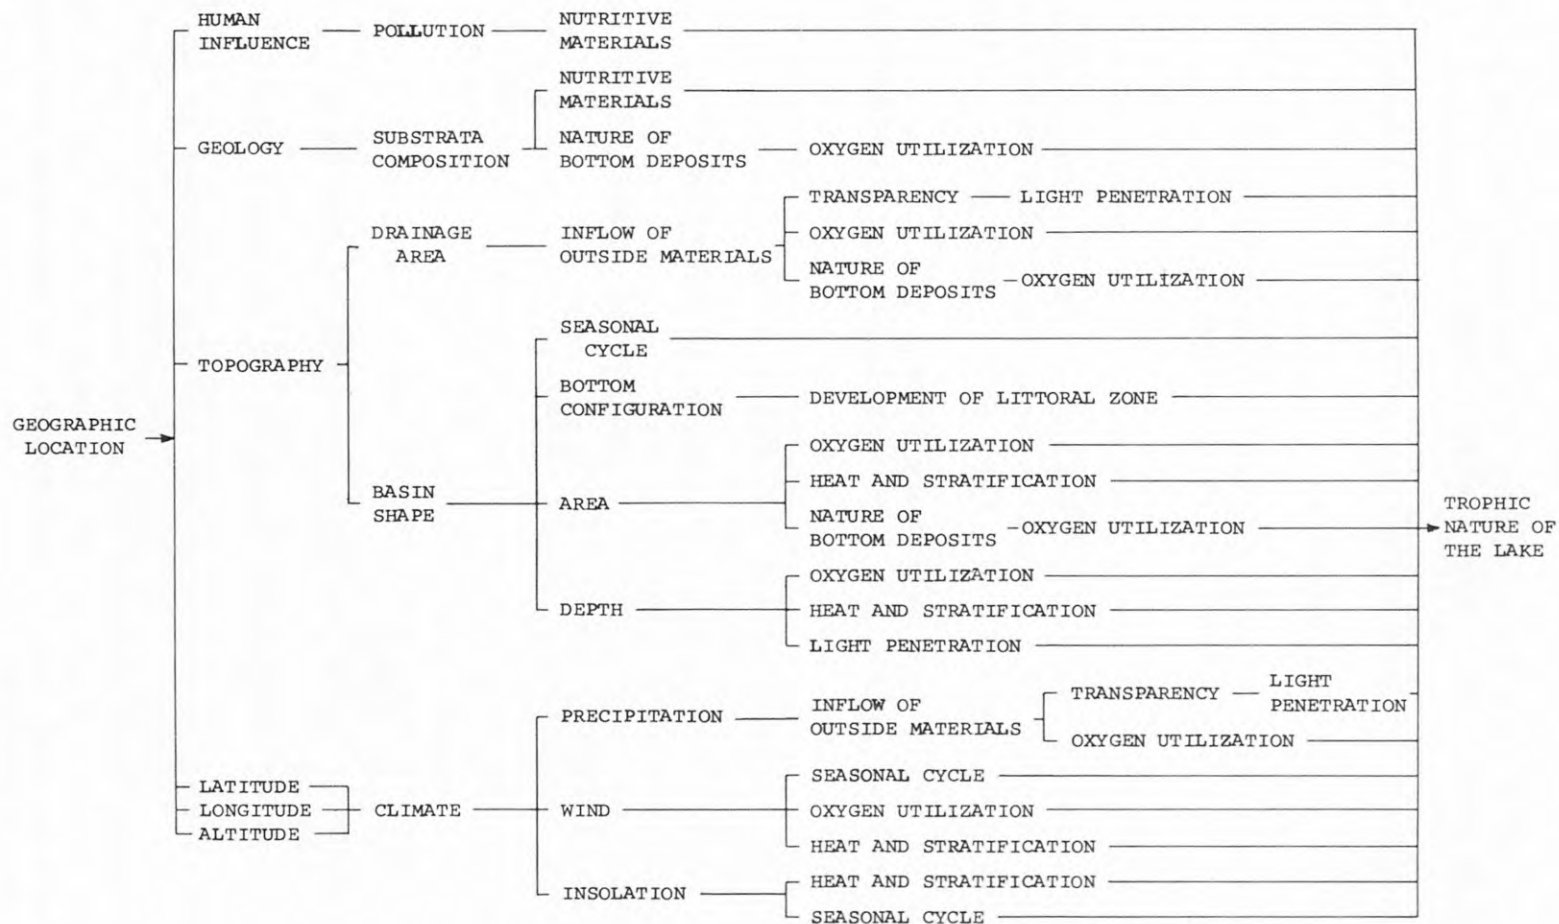 GEOGRAPHIC
LOCATION
HUMAN
INFLUENCE
POLLUTION
NUTRITIVE
MATERIALS
GEOLOGY
SUBSTRATA
COMPOSITION
NUTRITIVE
MATERIALS
NATURE OF
BOTTOM DEPOSITS
OXYGEN UTILIZATION
TOPOGRAPHY
DRAINAGE
AREA
INFLOW OF
OUTSIDE MATERIALS
TRANSPARENCY
LIGHT PENETRATION
OXYGEN UTILIZATION
NATURE OF
BOTTOM DEPOSITS
OXYGEN UTILIZATION
BASIN
SHAPE
SEASONAL
CYCLE
BOTTOM
CONFIGURATION
DEVELOPMENT OF LITTORAL ZONE
AREA
OXYGEN UTILIZATION
HEAT AND STRATIFICATION
NATURE OF
BOTTOM DEPOSITS
OXYGEN UTILIZATION
DEPTH
OXYGEN UTILIZATION
HEAT AND STRATIFICATION
LIGHT PENETRATION
LATITUDE
LONGITUDE
ALTITUDE
CLIMATE
PRECIPITATION
INFLOW OF
OUTSIDE MATERIALS
TRANSPARENCY
LIGHT
PENETRATION
OXYGEN UTILIZATION
WIND
SEASONAL CYCLE
OXYGEN UTILIZATION
HEAT AND STRATIFICATION
INSOLATION
HEAT AND STRATIFICATION
SEASONAL CYCLE
TROPHIC
NATURE OF
THE LAKE